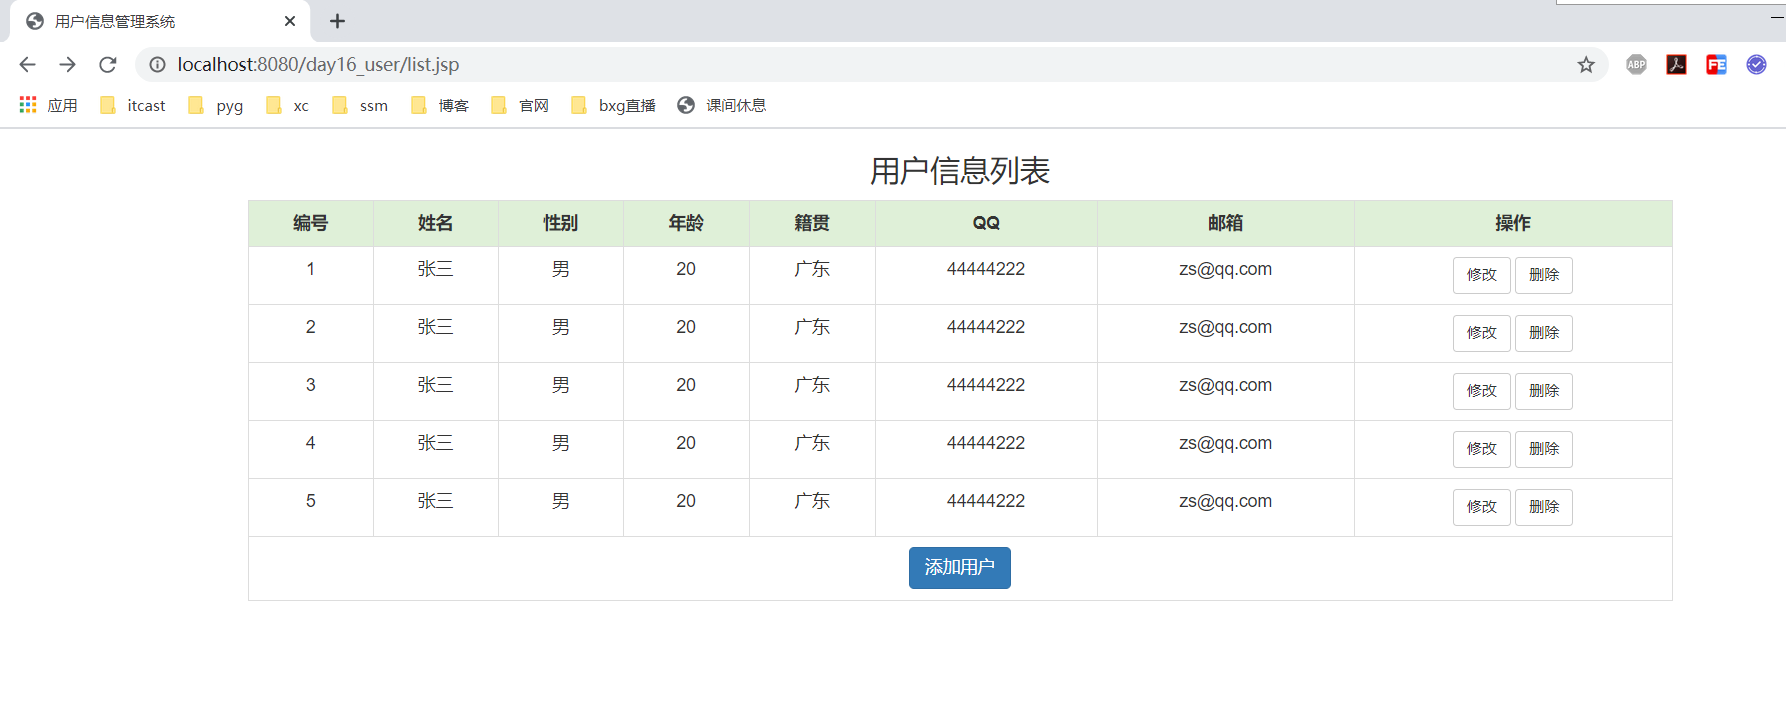 用户信息管理系统
localhost:8080/day16_user/list.jsp
ABP
FE
应用 itcast pyg xc ssm 博客 官网 bxg直播 课间休息
用户信息列表
编号 姓名 性别 年龄 籍贯 QQ 邮箱 操作
1 张三 男 20 广东 44444222 zs@qq.com 修改 删除
2 张三 男 20 广东 44444222 zs@qq.com 修改 删除
3 张三 男 20 广东 44444222 zs@qq.com 修改 删除
4 张三 男 20 广东 44444222 zs@qq.com 修改 删除
5 张三 男 20 广东 44444222 zs@qq.com 修改 删除
添加用户